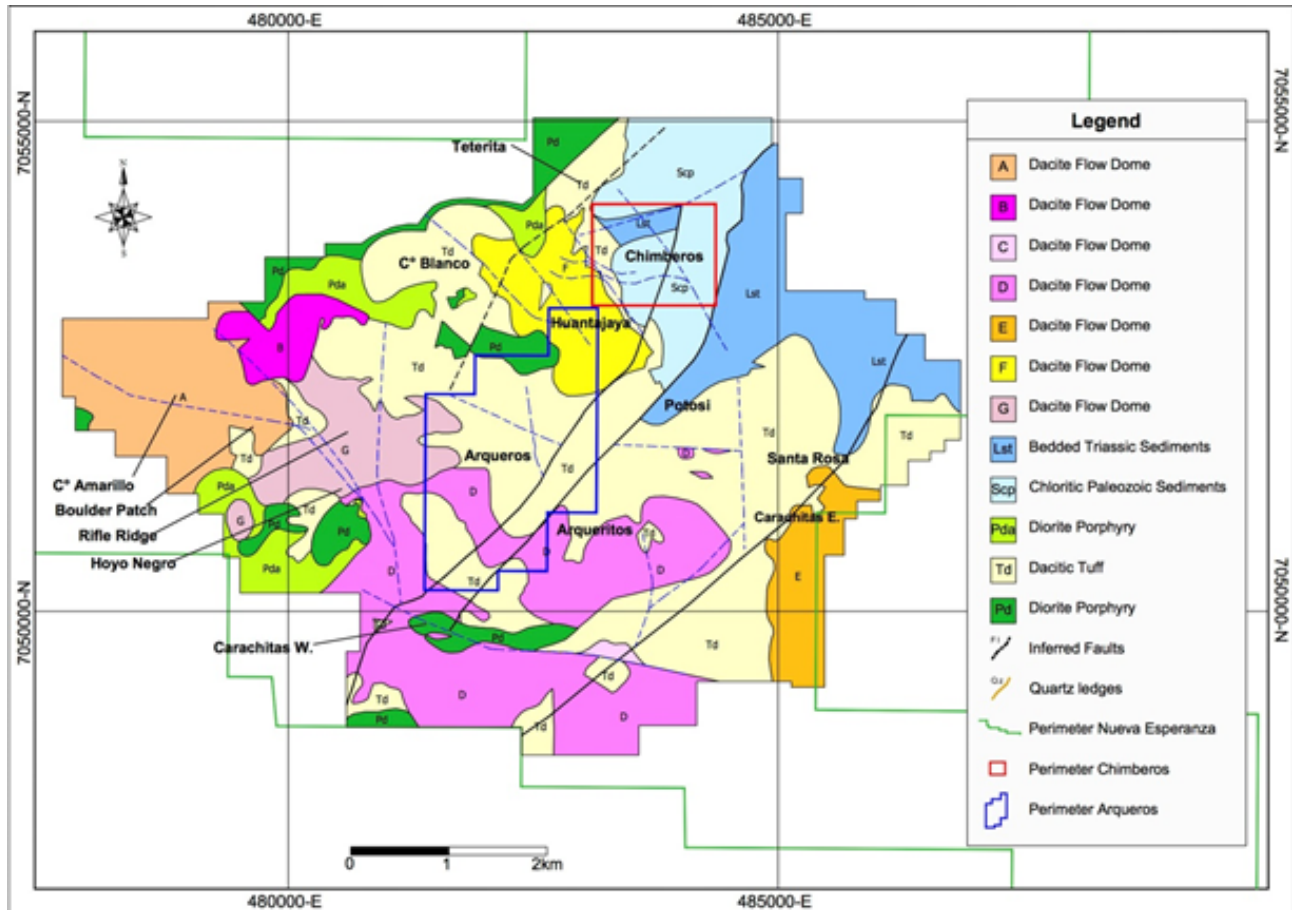 480000-E
485000-E
7055000-N
7055000-N
N
S
Legend
A Dacite Flow Dome
B Dacite Flow Dome
C Dacite Flow Dome
D Dacite Flow Dome
E Dacite Flow Dome
F Dacite Flow Dome
G Dacite Flow Dome
Lst Bedded Triassic Sediments
Scp Chloritic Paleozoic Sediments
Pda Diorite Porphyry
Td Dacitic Tuff
Pd Diorite Porphyry
Inferred Faults
Quartz ledges
Perimeter Nueva Esperanza
Perimeter Chimberos
Perimeter Arqueros
Pd
Teterita
Td
Scp
Pda
Lst
Td
Td
C° Blanco
Chimberos
Pd
F
Scp
Pda
Lst
Huantajaya
B
Pd
Td
Lst
A
Potosi
Td
Td
Td
G
Arqueros
D
Santa Rosa
Td
Td
C° Amarillo
D
Pda
Boulder Patch
Td
G
Pd
Rifle Ridge
Pd
Arqueritos
Td
Carachitas E.
Hoyo Negro
D
D
D
E
Pda
Td
7050000-N
7050000-N
Carachitas W.
Pd
Td
Td
D
Td
D
Pd
Td
0
1
2km
480000-E
485000-E